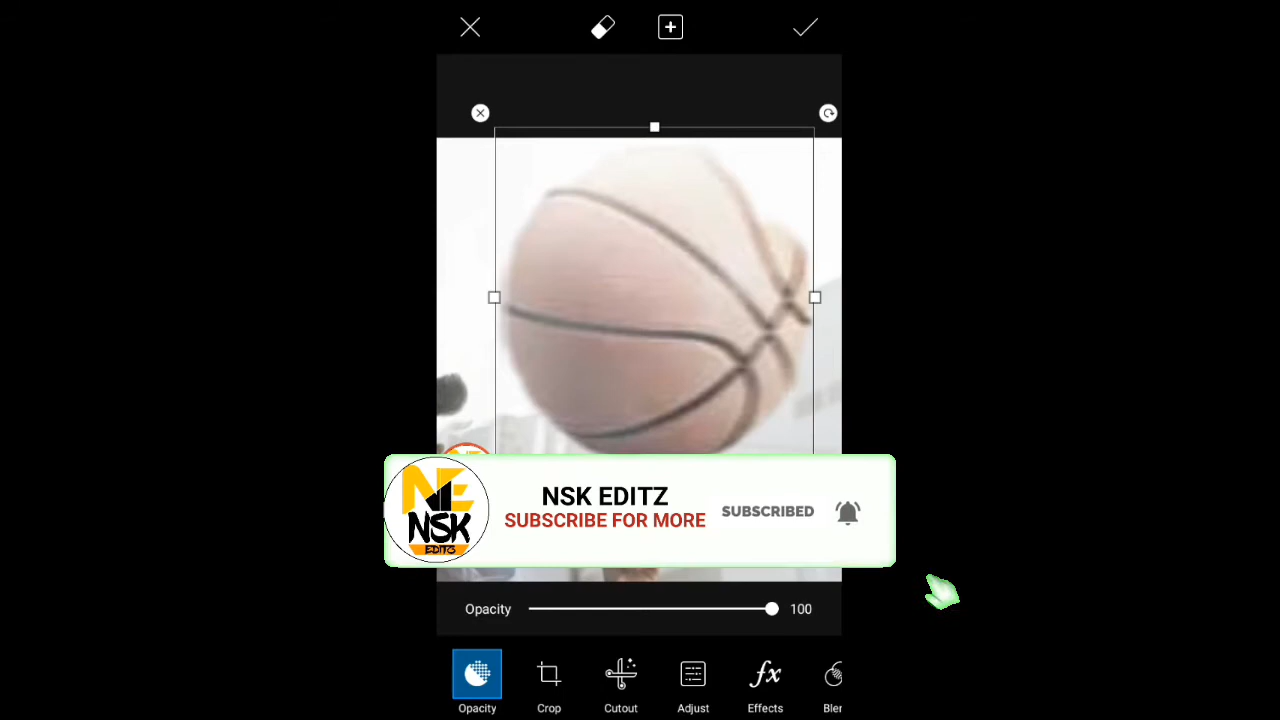 NSK EDITZ
SUBSCRIBE FOR MORE
SUBSCRIBED
NE
NSK
EDITZ
Opacity
100
Opacity
Crop
Cutout
Adjust
fx
Effects
Blen